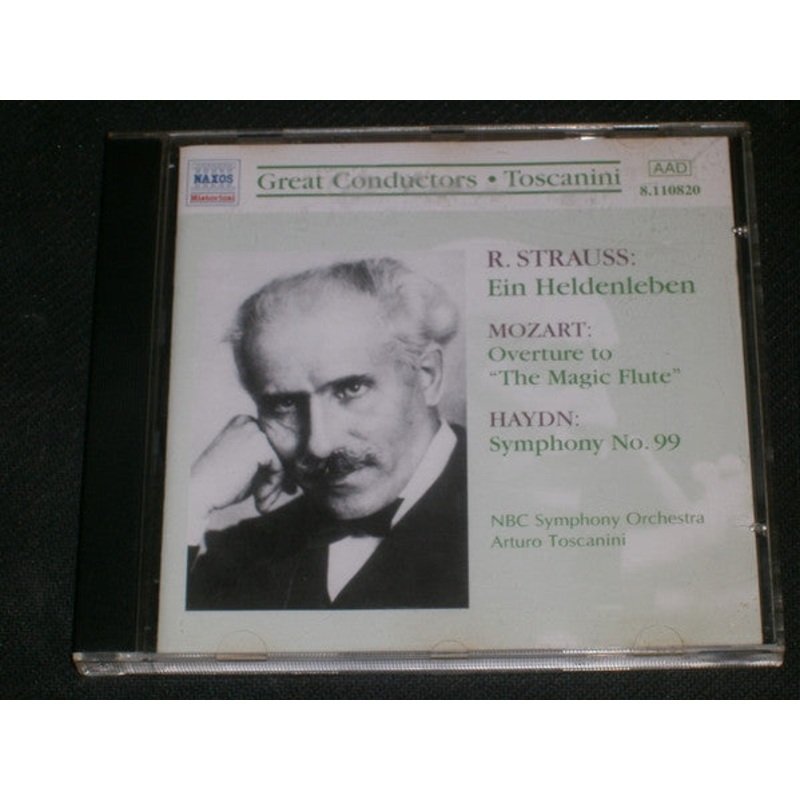 NAXOS
Historical
Great Conductors • Toscanini
AAD
8.110820
R. STRAUSS:
Ein Heldenleben
MOZART:
Overture to
"The Magic Flute"
HAYDN:
Symphony No. 99
NBC Symphony Orchestra
Arturo Toscanini